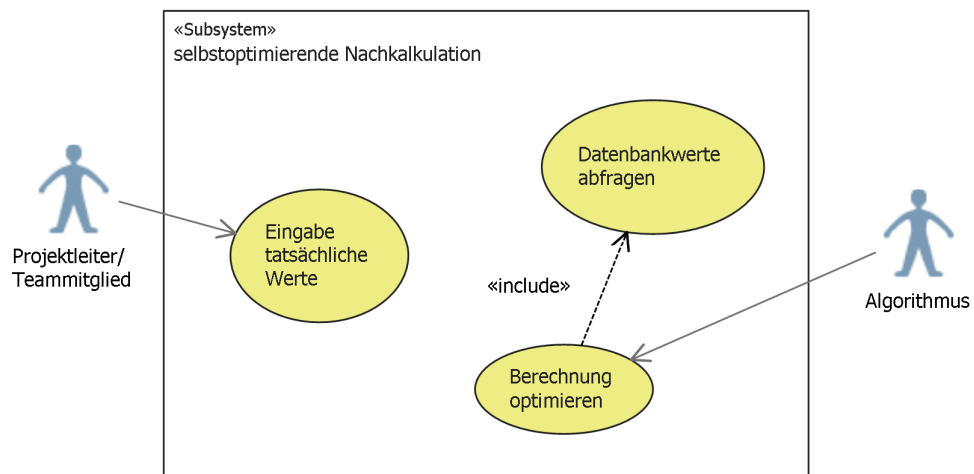 «Subsystem»
selbstoptimierende Nachkalkulation
Datenbankwerte
abfragen
Eingabe
tatsächliche
Werte
Projektleiter/
Teammitglied
«include»
Algorithmus
Berechnung
optimieren